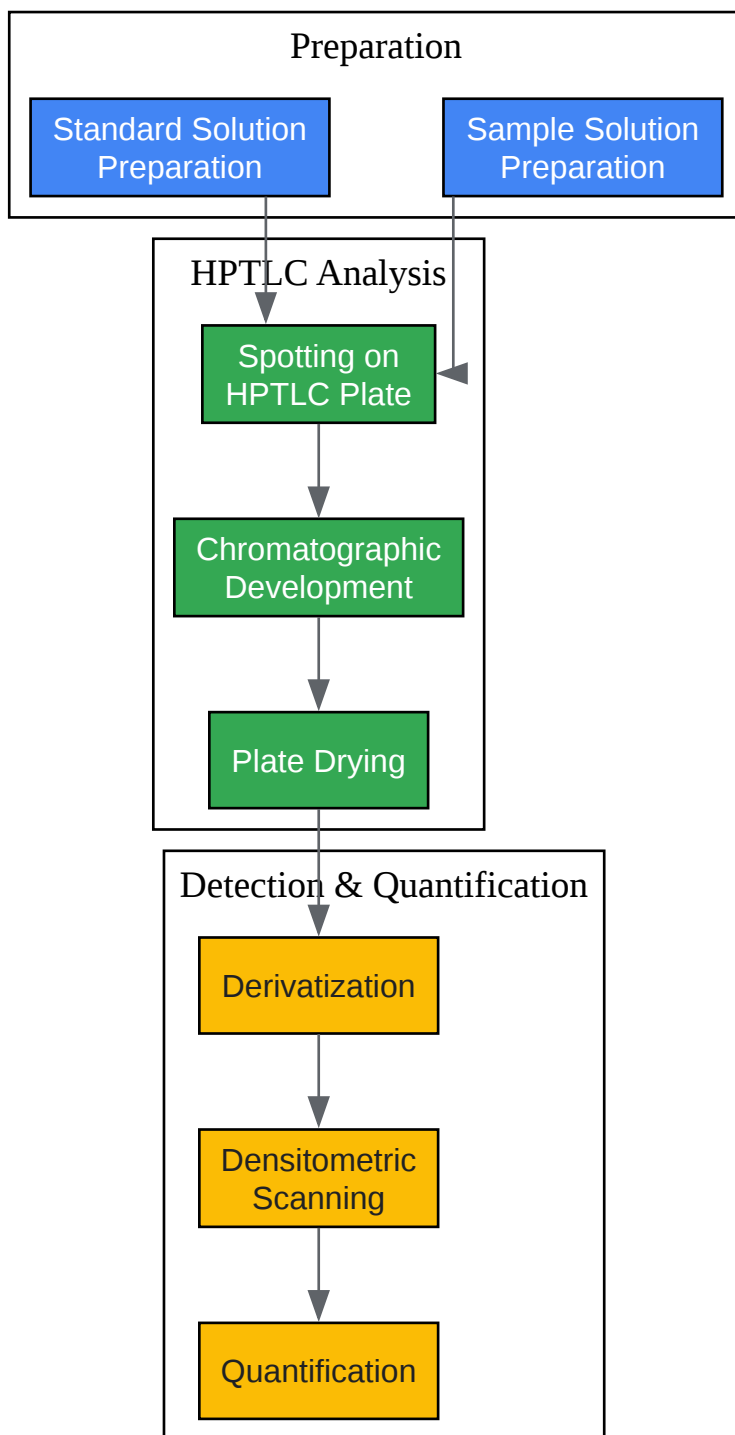 Preparation
Standard Solution
Preparation
Sample Solution
Preparation
HPTLC Analysis
Spotting on
HPTLC Plate
Chromatographic
Development
Plate Drying
Detection & Quantification
Derivatization
Densitometric
Scanning
Quantification